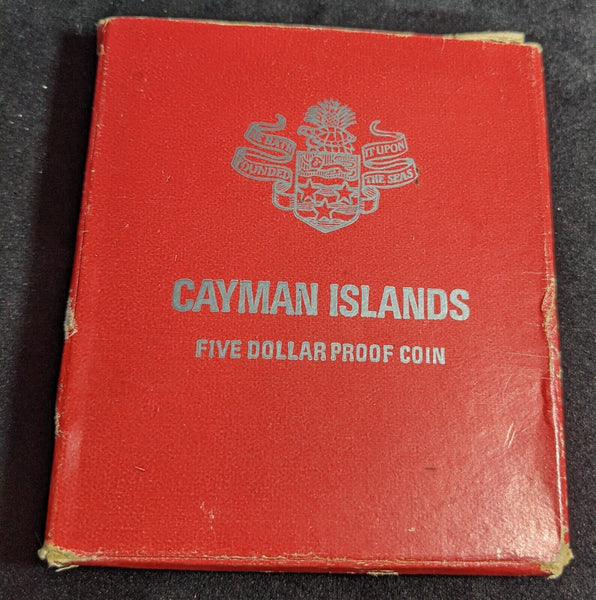 HE HATH
FOUNDED
IT UPON
THE SEAS
CAYMAN ISLANDS
FIVE DOLLAR PROOF COIN